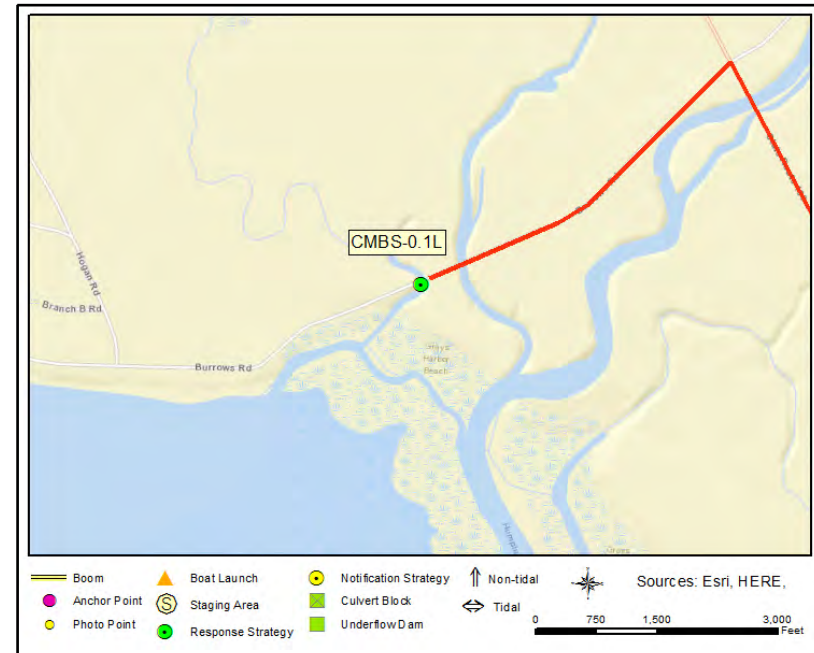 CMBS-0.1L
Hogan Rd
Branch B Rd
Burrows Rd
Harbor
Beach
Boom
Boat Launch
Notification Strategy
Non-tidal
Sources: Esri, HERE,
Anchor Point
S
Staging Area
Culvert Block
Tidal
Photo Point
Response Strategy
Underflow Dam
0 750 1,500 3,000
Feet